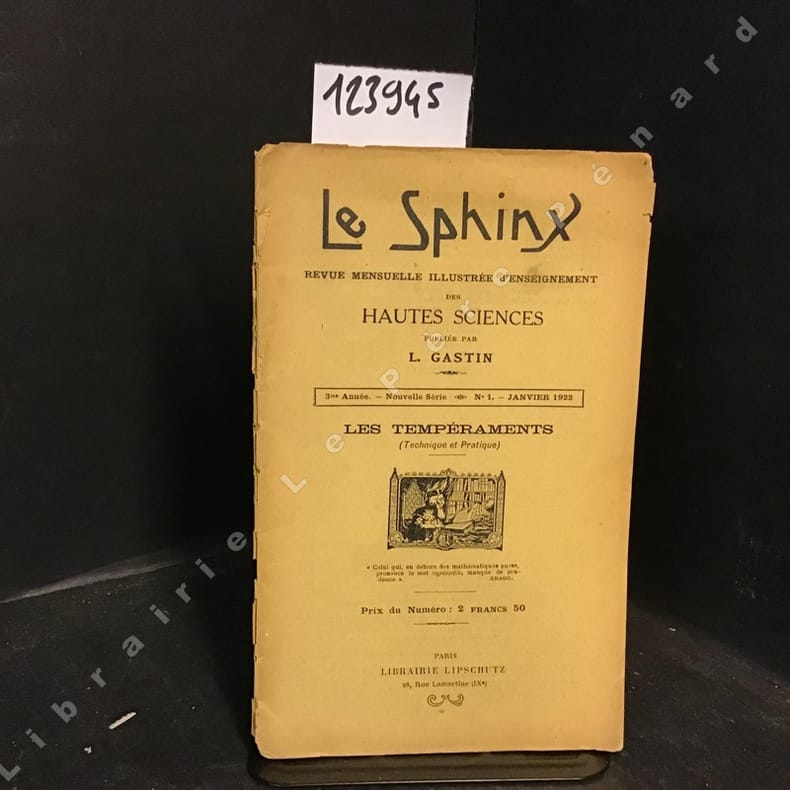 123945
Le Sphinx
REVUE MENSUELLE ILLUSTRÉE D'ENSEIGNEMENT
DES
HAUTES SCIENCES
PUBLIÉE PAR
L. GASTIN
3me Année. — Nouvelle Série N° 1. — JANVIER 1922
LES TEMPÉRAMENTS
(Technique et Pratique)
« Celui qui, en dehors des mathématiques pures,
prononce le mot impossible, manque de pru-
dence ». ARAGO.
Prix du Numéro : 2 FRANCS 50
PARIS
LIBRAIRIE LIPSCHUTZ
Rue Lamartine (IXe)
Librairie Le Père Pénard